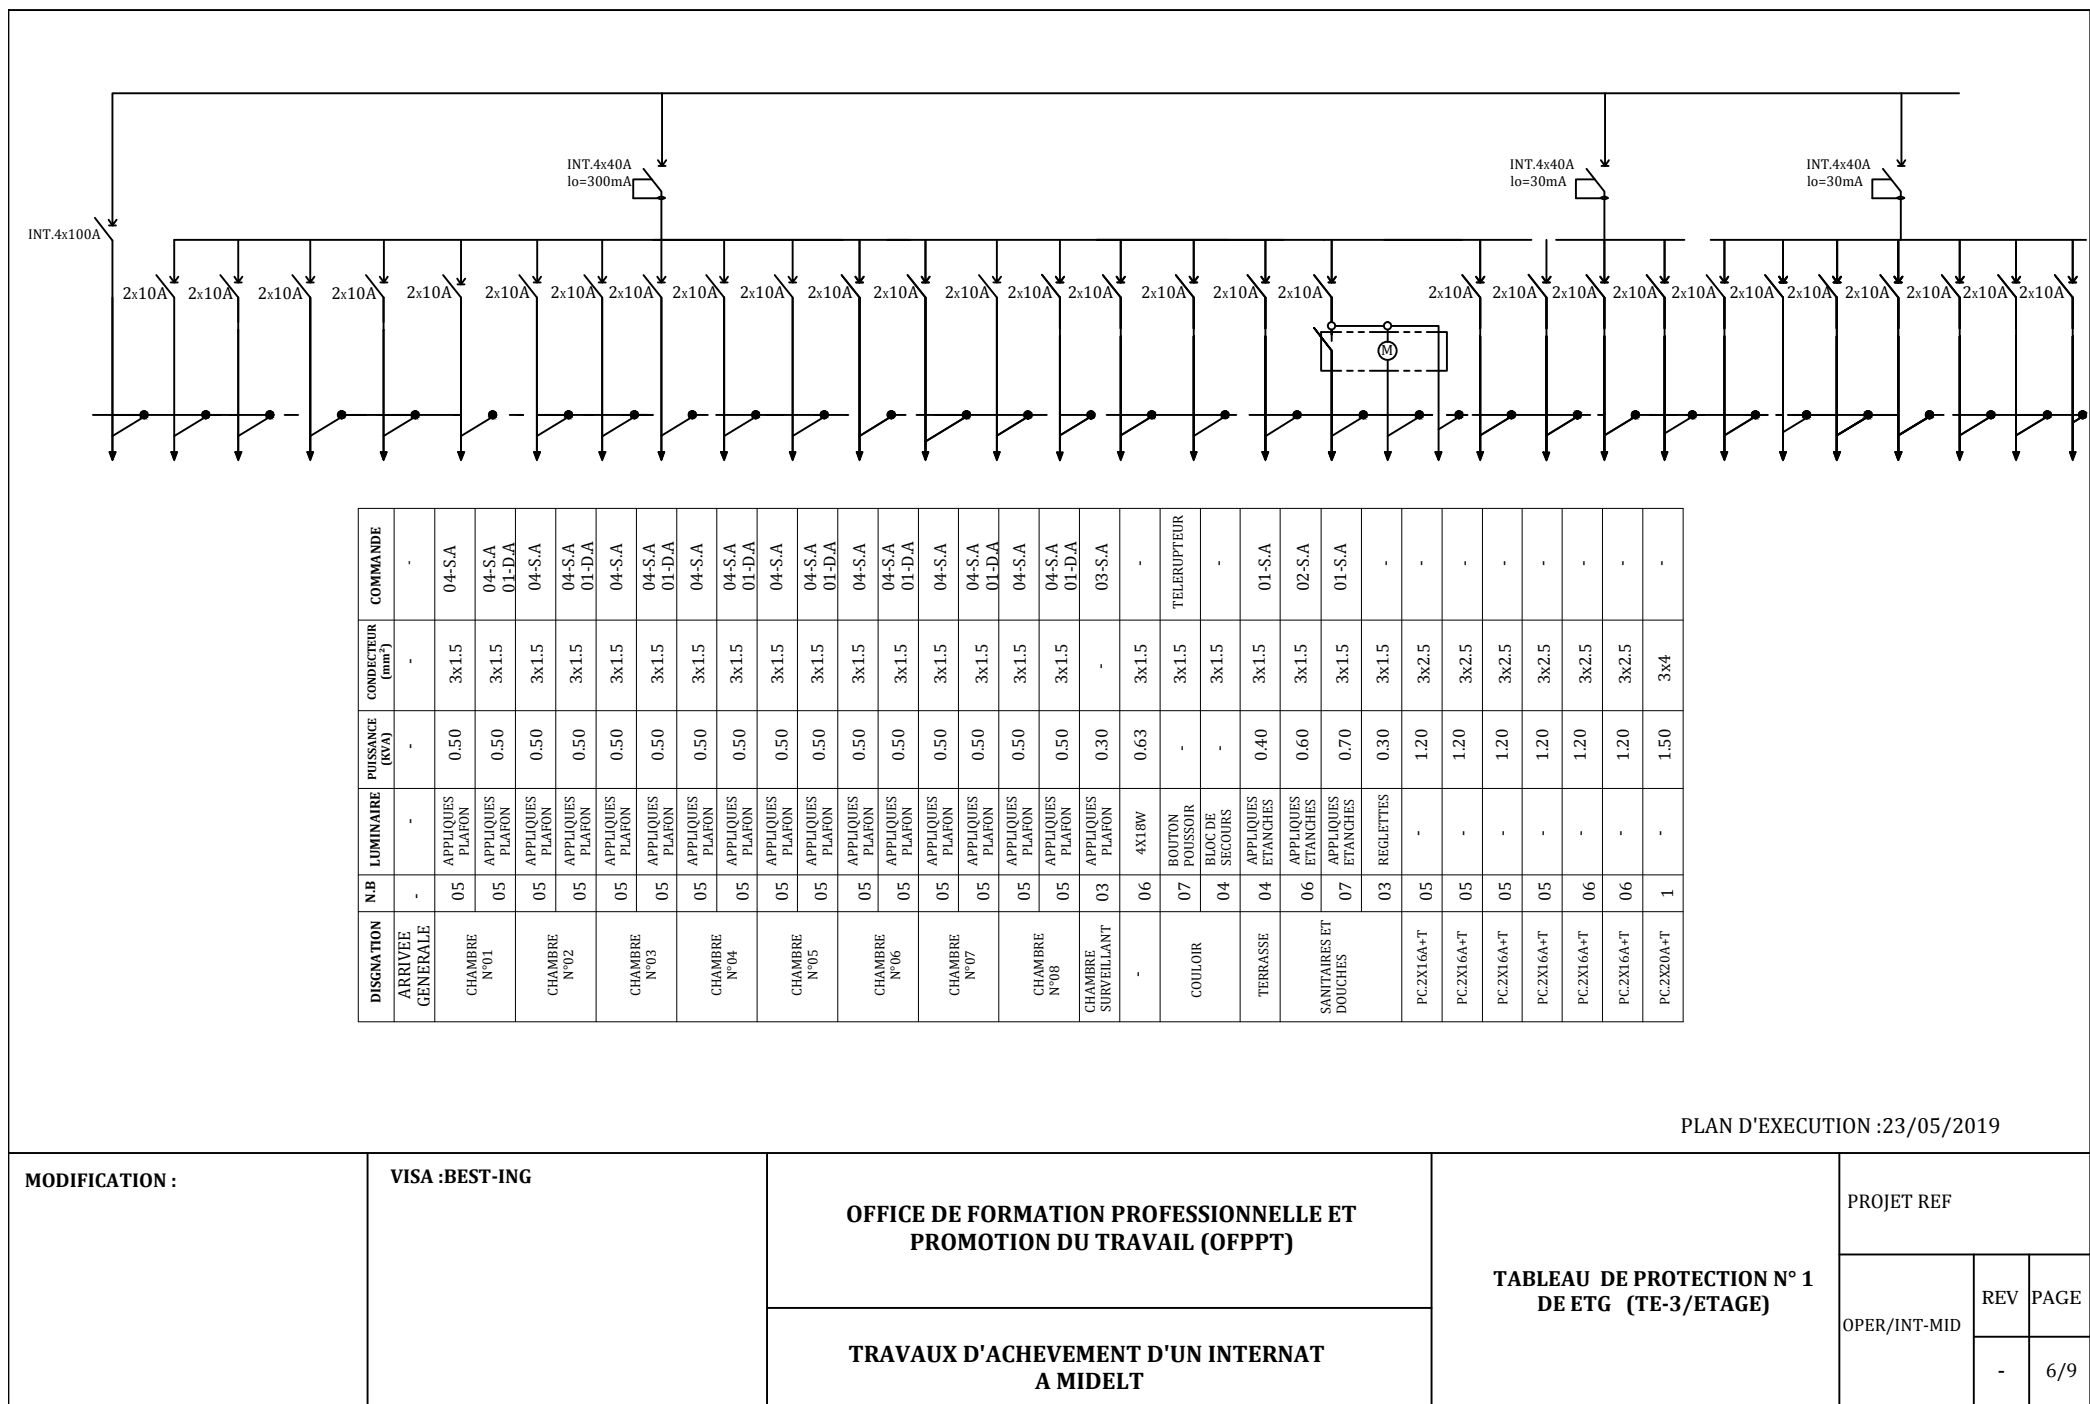 INT.4x40A
Io=300mA
INT.4x40A
Io=30mA
INT.4x40A
Io=30mA
INT.4x100A
2x10A 2x10A 2x10A 2x10A 2x10A 2x10A 2x10A 2x10A 2x10A 2x10A 2x10A 2x10A 2x10A 2x10A 2x10A 2x10A 2x10A 2x10A 2x10A 2x10A 2x10A 2x10A 2x10A 2x10A 2x10A 2x10A 2x10A 2x10A 2x10A
M
DISGNATION N.B LUMINAIRE PUISSANCE (KVA) CONDECTEUR (mm²) COMMANDE
ARRIVEE GENERALE - - - - -
CHAMBRE N°01 05 APPLIQUES PLAFON 0.50 3x1.5 04-S.A
05 APPLIQUES PLAFON 0.50 3x1.5 04-S.A 01-D.A
CHAMBRE N°02 05 APPLIQUES PLAFON 0.50 3x1.5 04-S.A
05 APPLIQUES PLAFON 0.50 3x1.5 04-S.A 01-D.A
CHAMBRE N°03 05 APPLIQUES PLAFON 0.50 3x1.5 04-S.A
05 APPLIQUES PLAFON 0.50 3x1.5 04-S.A 01-D.A
CHAMBRE N°04 05 APPLIQUES PLAFON 0.50 3x1.5 04-S.A
05 APPLIQUES PLAFON 0.50 3x1.5 04-S.A 01-D.A
CHAMBRE N°05 05 APPLIQUES PLAFON 0.50 3x1.5 04-S.A
05 APPLIQUES PLAFON 0.50 3x1.5 04-S.A 01-D.A
CHAMBRE N°06 05 APPLIQUES PLAFON 0.50 3x1.5 04-S.A
05 APPLIQUES PLAFON 0.50 3x1.5 04-S.A 01-D.A
CHAMBRE N°07 05 APPLIQUES PLAFON 0.50 3x1.5 04-S.A
05 APPLIQUES PLAFON 0.50 3x1.5 04-S.A 01-D.A
CHAMBRE N°08 05 APPLIQUES PLAFON 0.50 3x1.5 04-S.A
05 APPLIQUES PLAFON 0.50 3x1.5 04-S.A 01-D.A
CHAMBRE SURVEILLANT 03 APPLIQUES PLAFON 0.30 - 03-S.A
- 06 4X18W 0.63 3x1.5 -
COULOIR 07 BOUTON POUSSOIR - 3x1.5 TELERUPTEUR
04 BLOC DE SECOURS - 3x1.5 -
TERRASSE 04 APPLIQUES ETANCHES 0.40 3x1.5 01-S.A
SANITAIRES ET DOUCHES 06 APPLIQUES ETANCHES 0.60 3x1.5 02-S.A
07 APPLIQUES ETANCHES 0.70 3x1.5 01-S.A
03 REGLETTES 0.30 3x1.5 -
PC.2X16A+T 05 - 1.20 3x2.5 -
PC.2X16A+T 05 - 1.20 3x2.5 -
PC.2X16A+T 05 - 1.20 3x2.5 -
PC.2X16A+T 05 - 1.20 3x2.5 -
PC.2X16A+T 06 - 1.20 3x2.5 -
PC.2X16A+T 06 - 1.20 3x2.5 -
PC.2X20A+T 1 - 1.50 3x4 -
PLAN D'EXECUTION :23/05/2019
MODIFICATION :
VISA :BEST-ING
OFFICE DE FORMATION PROFESSIONNELLE ET
PROMOTION DU TRAVAIL (OFPPT)
TRAVAUX D'ACHEVEMENT D'UN INTERNAT
A MIDELT
TABLEAU DE PROTECTION N° 1
DE ETG (TE-3/ETAGE)
PROJET REF
OPER/INT-MID
REV PAGE
- 6/9